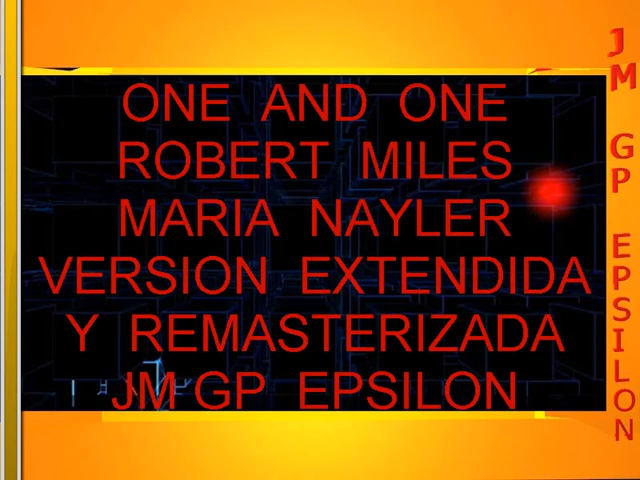 ONE AND ONE
ROBERT MILES
MARIA NAYLER
VERSION EXTENDIDA
Y REMASTERIZADA
JM GP EPSILON
JM GP EPSILON